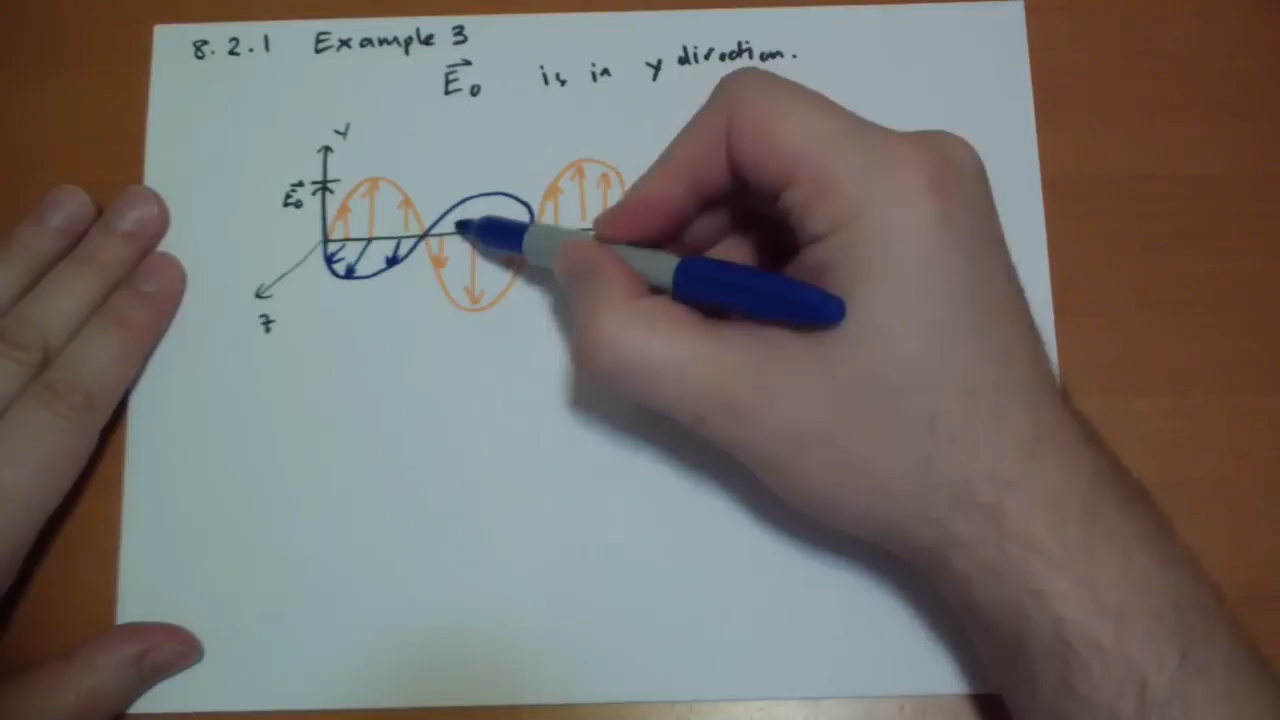 8.2.1 Example 3
E⃗₀ is in y direction.
y
E⃗₀
z